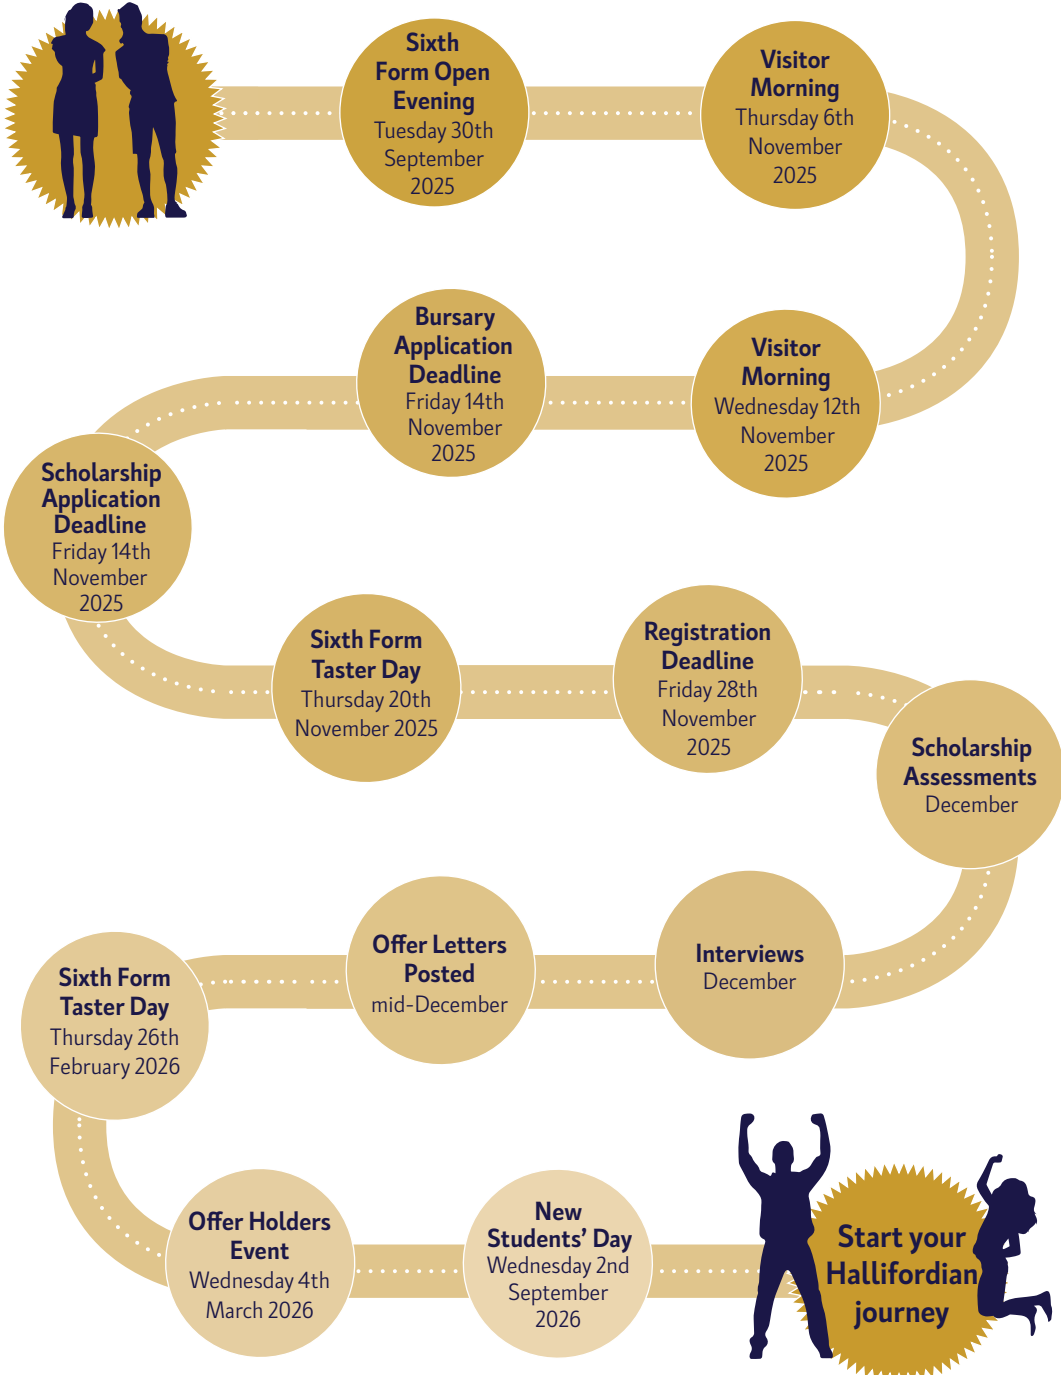 Sixth
Form Open
Evening
Tuesday 30th
September
2025
Visitor
Morning
Thursday 6th
November
2025
Visitor
Morning
Wednesday 12th
November
2025
Bursary
Application
Deadline
Friday 14th
November
2025
Scholarship
Application
Deadline
Friday 14th
November
2025
Sixth Form
Taster Day
Thursday 20th
November 2025
Registration
Deadline
Friday 28th
November
2025
Scholarship
Assessments
December
Interviews
December
Offer Letters
Posted
mid-December
Sixth Form
Taster Day
Thursday 26th
February 2026
Offer Holders
Event
Wednesday 4th
March 2026
New
Students’ Day
Wednesday 2nd
September
2026
Start your
Hallifordian
journey